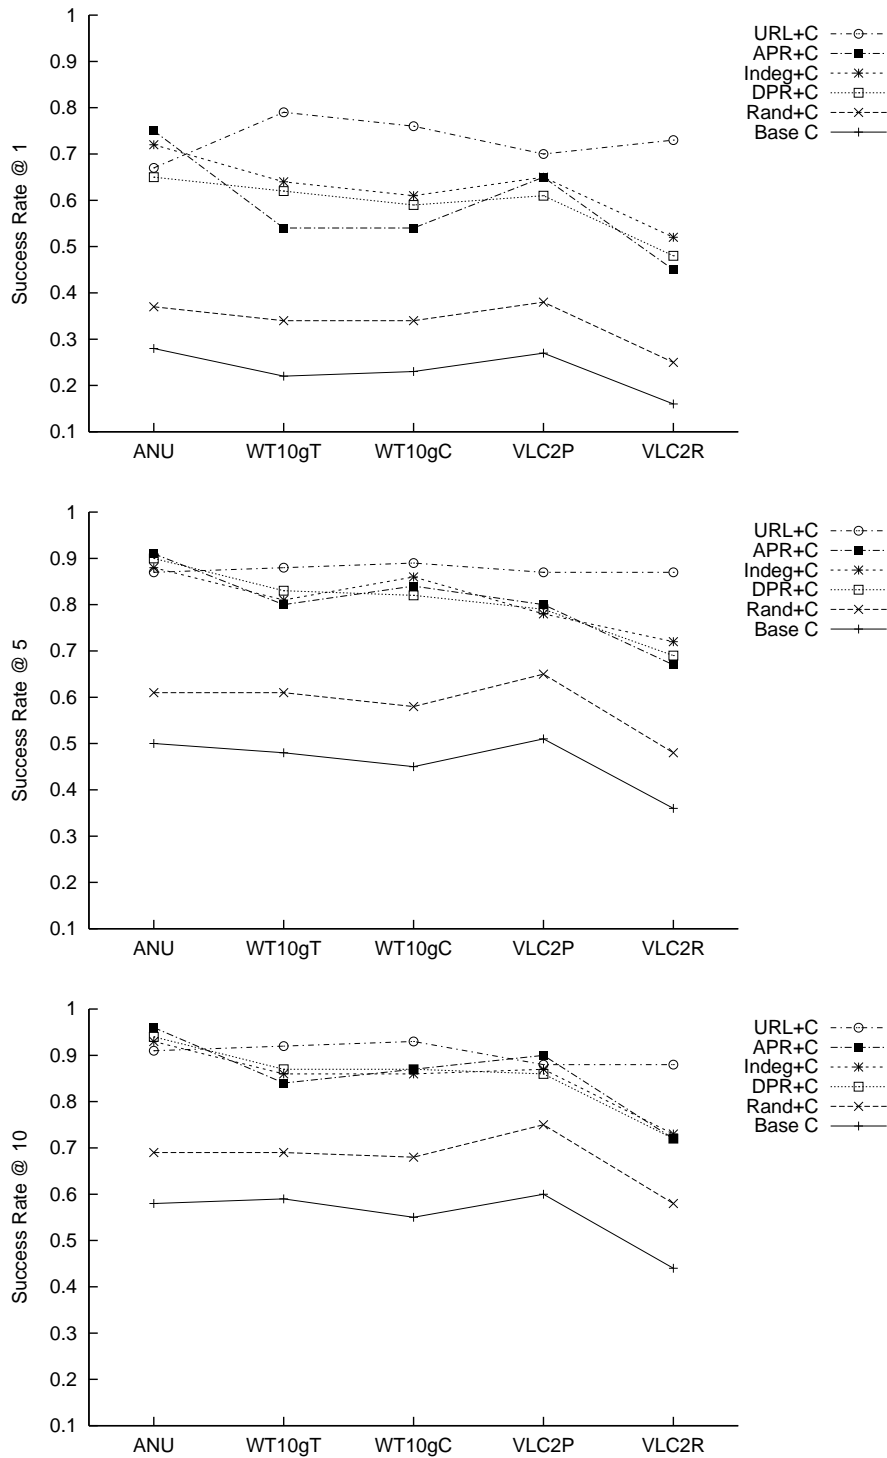 1
0.9
0.8
0.7
0.6
0.5
0.4
0.3
0.2
0.1
Success Rate @ 1
ANU WT10gT WT10gC VLC2P VLC2R
URL+C
APR+C
Indeg+C
DPR+C
Rand+C
Base C
1
0.9
0.8
0.7
0.6
0.5
0.4
0.3
0.2
0.1
Success Rate @ 5
ANU WT10gT WT10gC VLC2P VLC2R
URL+C
APR+C
Indeg+C
DPR+C
Rand+C
Base C
1
0.9
0.8
0.7
0.6
0.5
0.4
0.3
0.2
0.1
Success Rate @ 10
ANU WT10gT WT10gC VLC2P VLC2R
URL+C
APR+C
Indeg+C
DPR+C
Rand+C
Base C